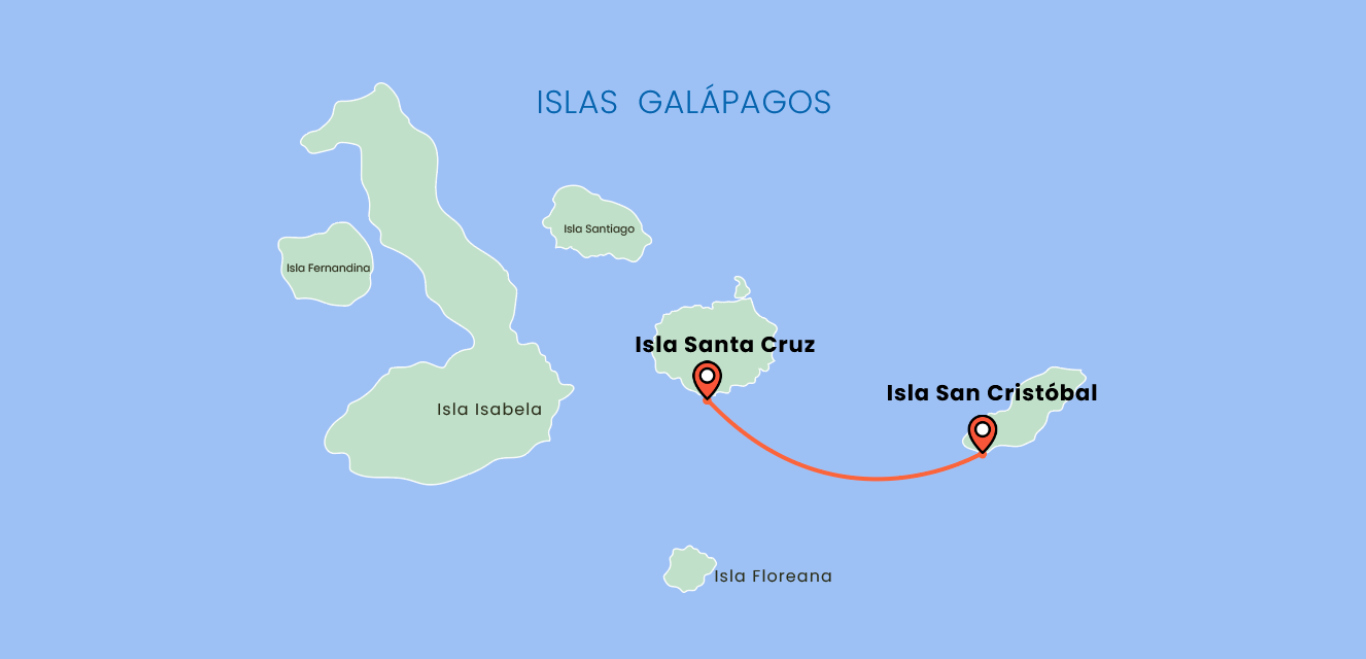 ISLAS GALÁPAGOS
Isla Santiago
Isla Fernandina
Isla Santa Cruz
Isla San Cristóbal
Isla Isabela
Isla Floreana